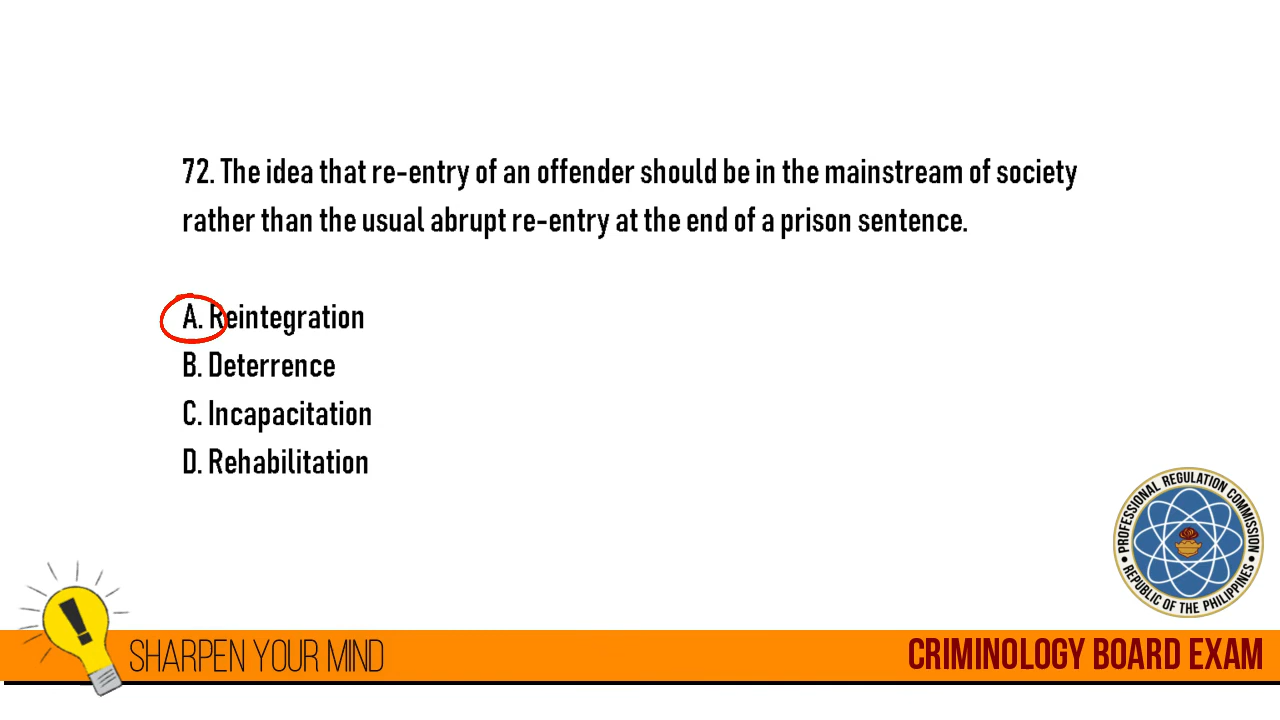 72. The idea that re-entry of an offender should be in the mainstream of society
rather than the usual abrupt re-entry at the end of a prison sentence.
A. Reintegration
B. Deterrence
C. Incapacitation
D. Rehabilitation
PROFESSIONAL REGULATION COMMISSION
REPUBLIC OF THE PHILIPPINES
SHARPEN YOUR MIND
CRIMINOLOGY BOARD EXAM